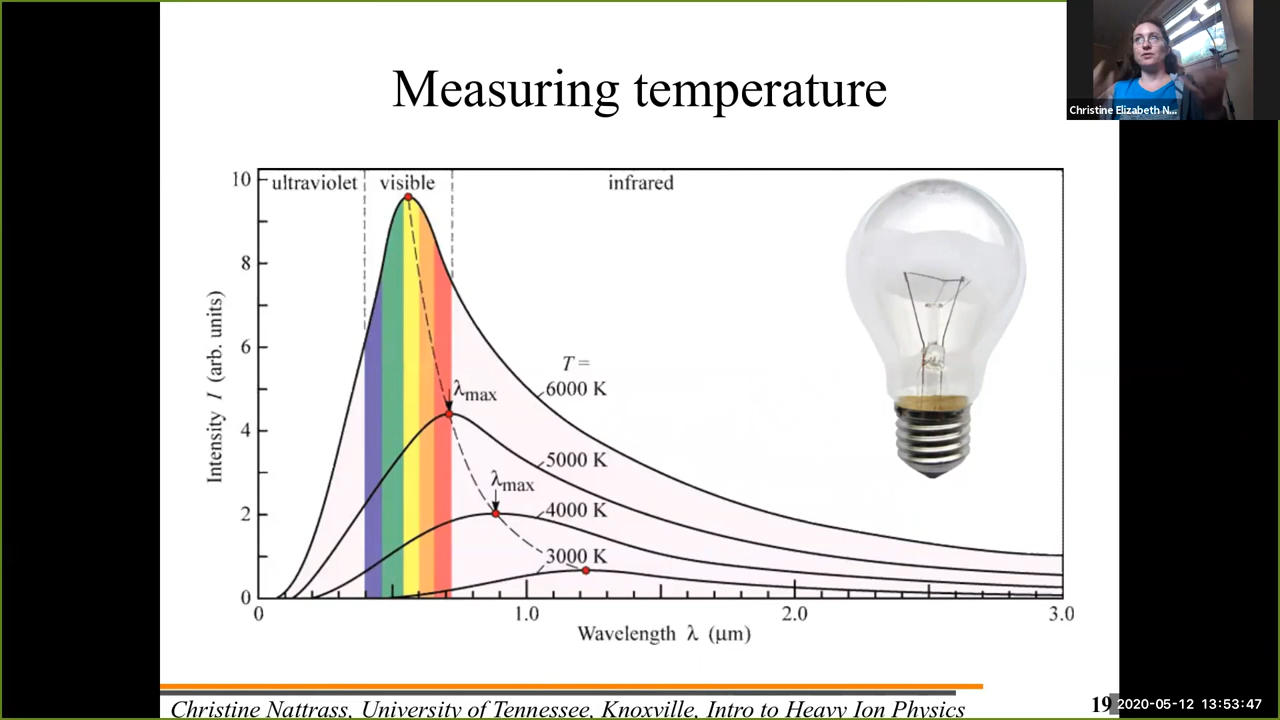 Christine Elizabeth N...
Measuring temperature
10 ultraviolet visible infrared
8
6
4
2
0
Intensity I (arb. units)
T =
6000 K
λmax
5000 K
λmax
4000 K
3000 K
0 1.0 2.0 3.0
Wavelength λ (μm)
Christine Nattrass, University of Tennessee, Knoxville, Intro to Heavy Ion Physics
19
2020-05-12 13:53:47